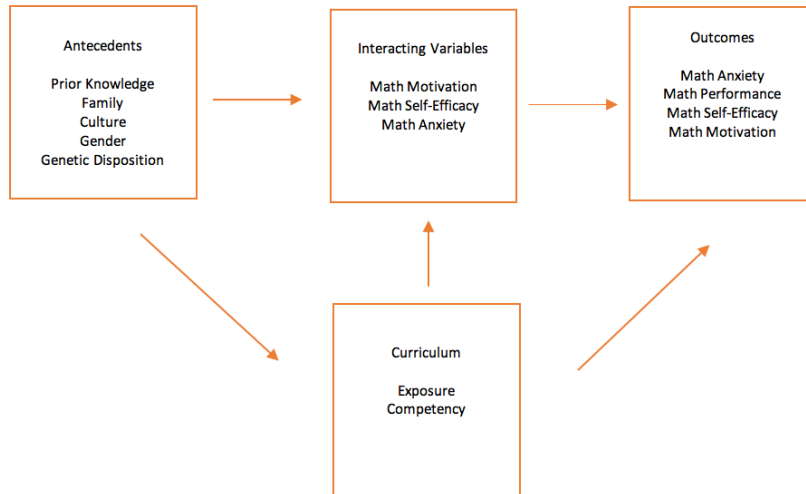 Antecedents
Prior Knowledge
Family
Culture
Gender
Genetic Disposition
Interacting Variables
Math Motivation
Math Self-Efficacy
Math Anxiety
Outcomes
Math Anxiety
Math Performance
Math Self-Efficacy
Math Motivation
Curriculum
Exposure
Competency